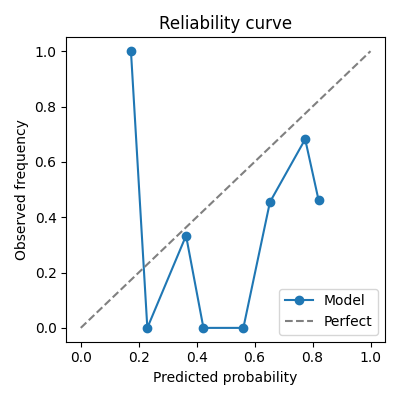 Reliability curve
1.0
0.8
0.6
0.4
0.2
0.0
Observed frequency
Model
Perfect
0.0 0.2 0.4 0.6 0.8 1.0
Predicted probability